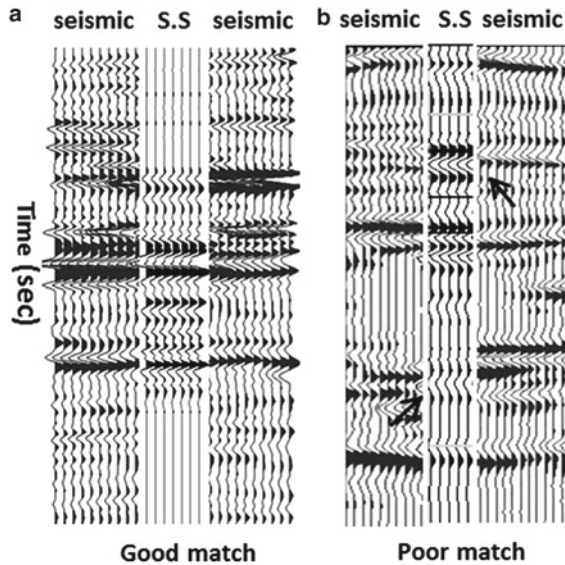 a seismic S.S seismic
b seismic S.S seismic
Time (sec)
Good match
Poor match